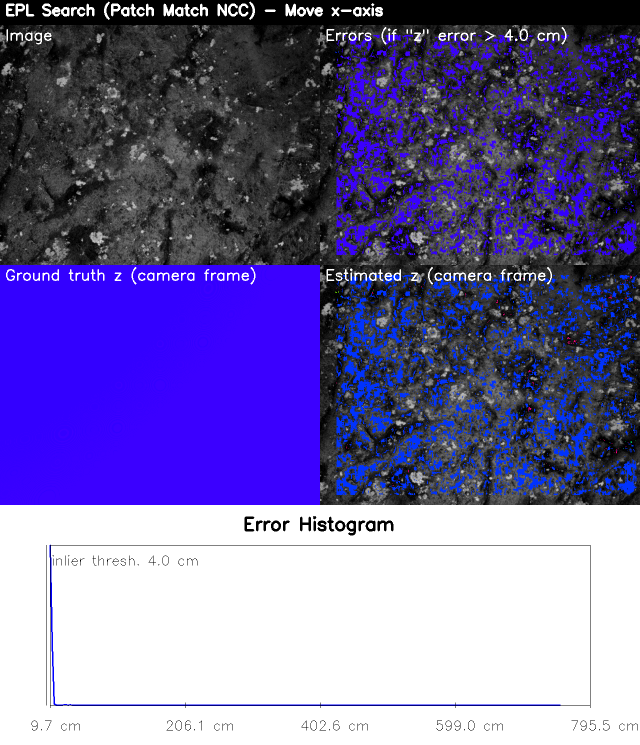 EPL Search (Patch Match NCC) - Move x-axis
Image
Errors (if "z" error > 4.0 cm)
Ground truth z (camera frame)
Estimated z (camera frame)
Error Histogram
inlier thresh. 4.0 cm
9.7 cm
206.1 cm
402.6 cm
599.0 cm
795.5 cm